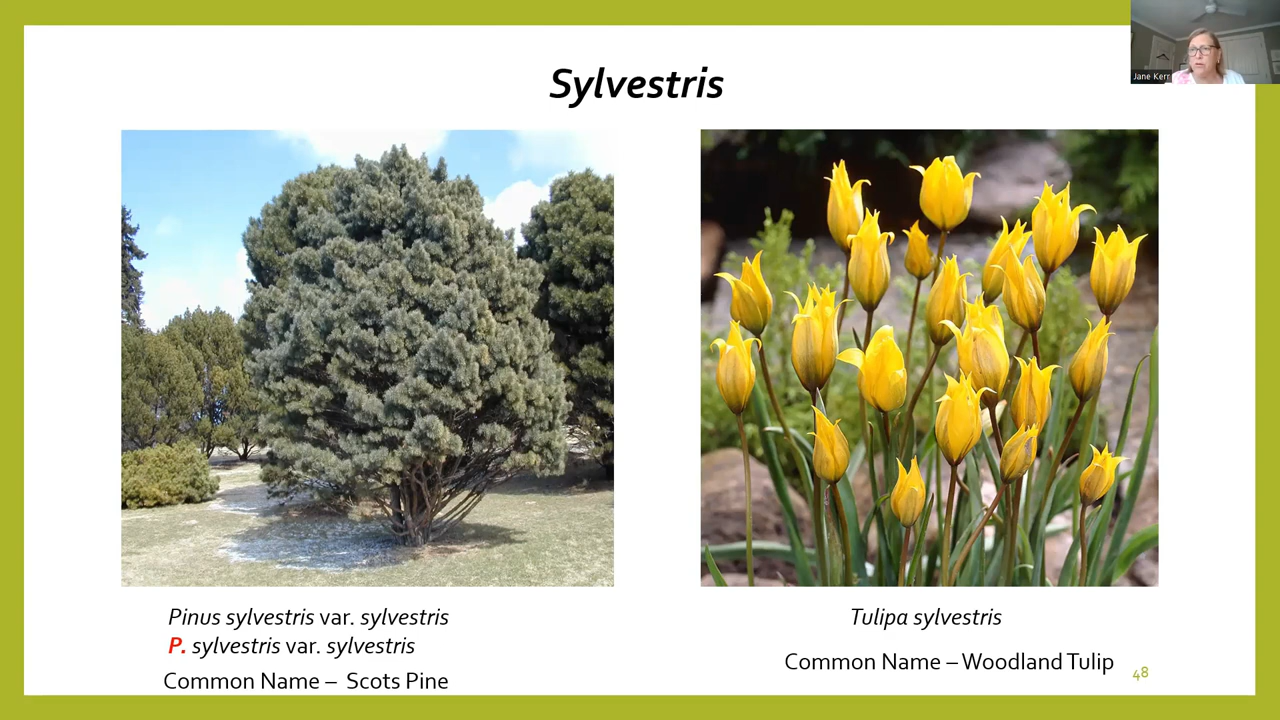 Jane Kerr
Sylvestris
Pinus sylvestris var. sylvestris
P. sylvestris var. sylvestris
Common Name – Scots Pine
Tulipa sylvestris
Common Name – Woodland Tulip
48